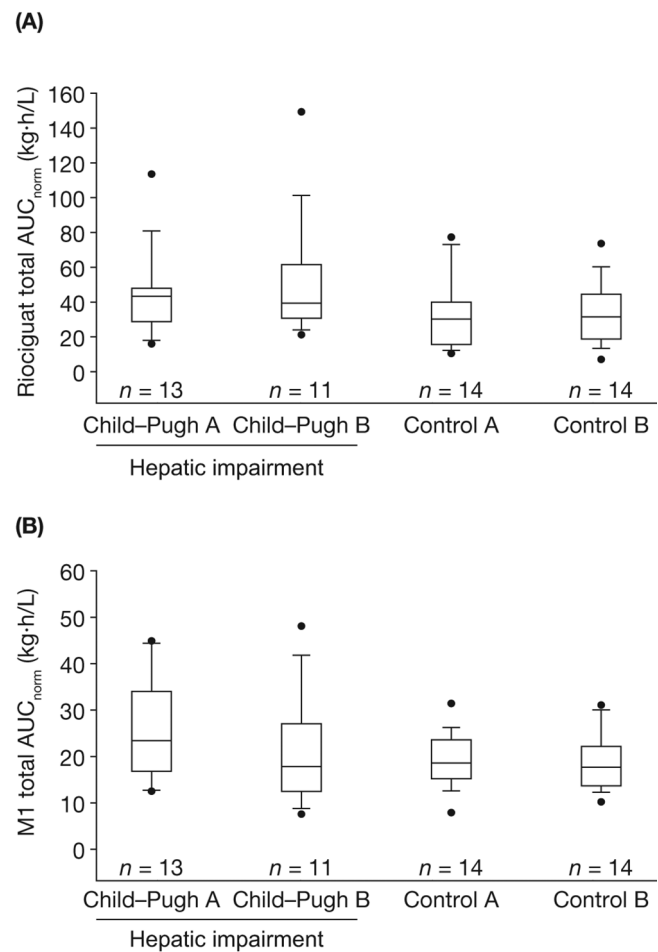 (A)
Riociguat total AUCnorm (kg·h/L)
160
140
120
100
80
60
40
20
0
n = 13 n = 11 n = 14 n = 14
Child–Pugh A Child–Pugh B Control A Control B
Hepatic impairment
(B)
M1 total AUCnorm (kg·h/L)
60
50
40
30
20
10
0
n = 13 n = 11 n = 14 n = 14
Child–Pugh A Child–Pugh B Control A Control B
Hepatic impairment